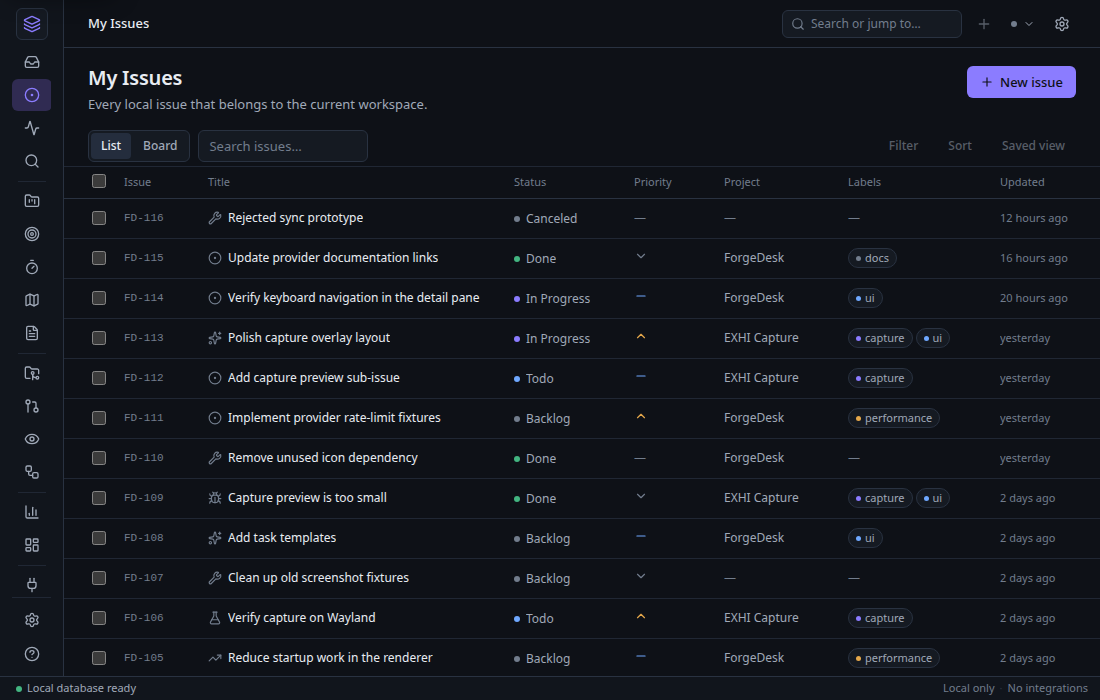 My Issues
Search or jump to...
My Issues
Every local issue that belongs to the current workspace.
New issue
List Board Search issues... Filter Sort Saved view
Issue Title Status Priority Project Labels Updated
FD-116 Rejected sync prototype Canceled — — — 12 hours ago
FD-115 Update provider documentation links Done ForgeDesk docs 16 hours ago
FD-114 Verify keyboard navigation in the detail pane In Progress ForgeDesk ui 20 hours ago
FD-113 Polish capture overlay layout In Progress EXHI Capture capture ui yesterday
FD-112 Add capture preview sub-issue Todo EXHI Capture capture yesterday
FD-111 Implement provider rate-limit fixtures Backlog ForgeDesk performance yesterday
FD-110 Remove unused icon dependency Done — ForgeDesk — yesterday
FD-109 Capture preview is too small Done EXHI Capture capture ui 2 days ago
FD-108 Add task templates Backlog ForgeDesk ui 2 days ago
FD-107 Clean up old screenshot fixtures Backlog — — 2 days ago
FD-106 Verify capture on Wayland Todo EXHI Capture capture 2 days ago
FD-105 Reduce startup work in the renderer Backlog ForgeDesk performance 2 days ago
Local database ready Local only · No integrations